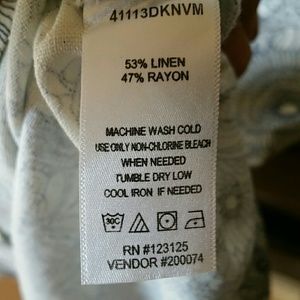 41113DKNVM
53% LINEN
47% RAYON
MACHINE WASH COLD
USE ONLY NON-CHLORINE BLEACH
WHEN NEEDED
TUMBLE DRY LOW
COOL IRON IF NEEDED
30C
RN #123125
VENDOR #200074